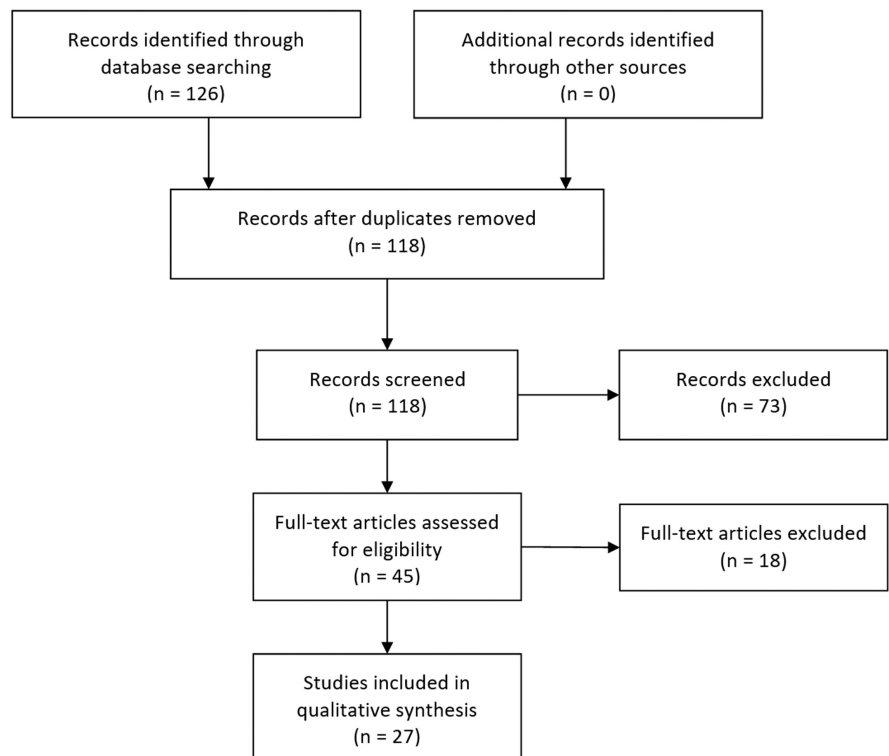 Records identified through
database searching
(n = 126)
Additional records identified
through other sources
(n = 0)
Records after duplicates removed
(n = 118)
Records screened
(n = 118)
Records excluded
(n = 73)
Full-text articles assessed
for eligibility
(n = 45)
Full-text articles excluded
(n = 18)
Studies included in
qualitative synthesis
(n = 27)